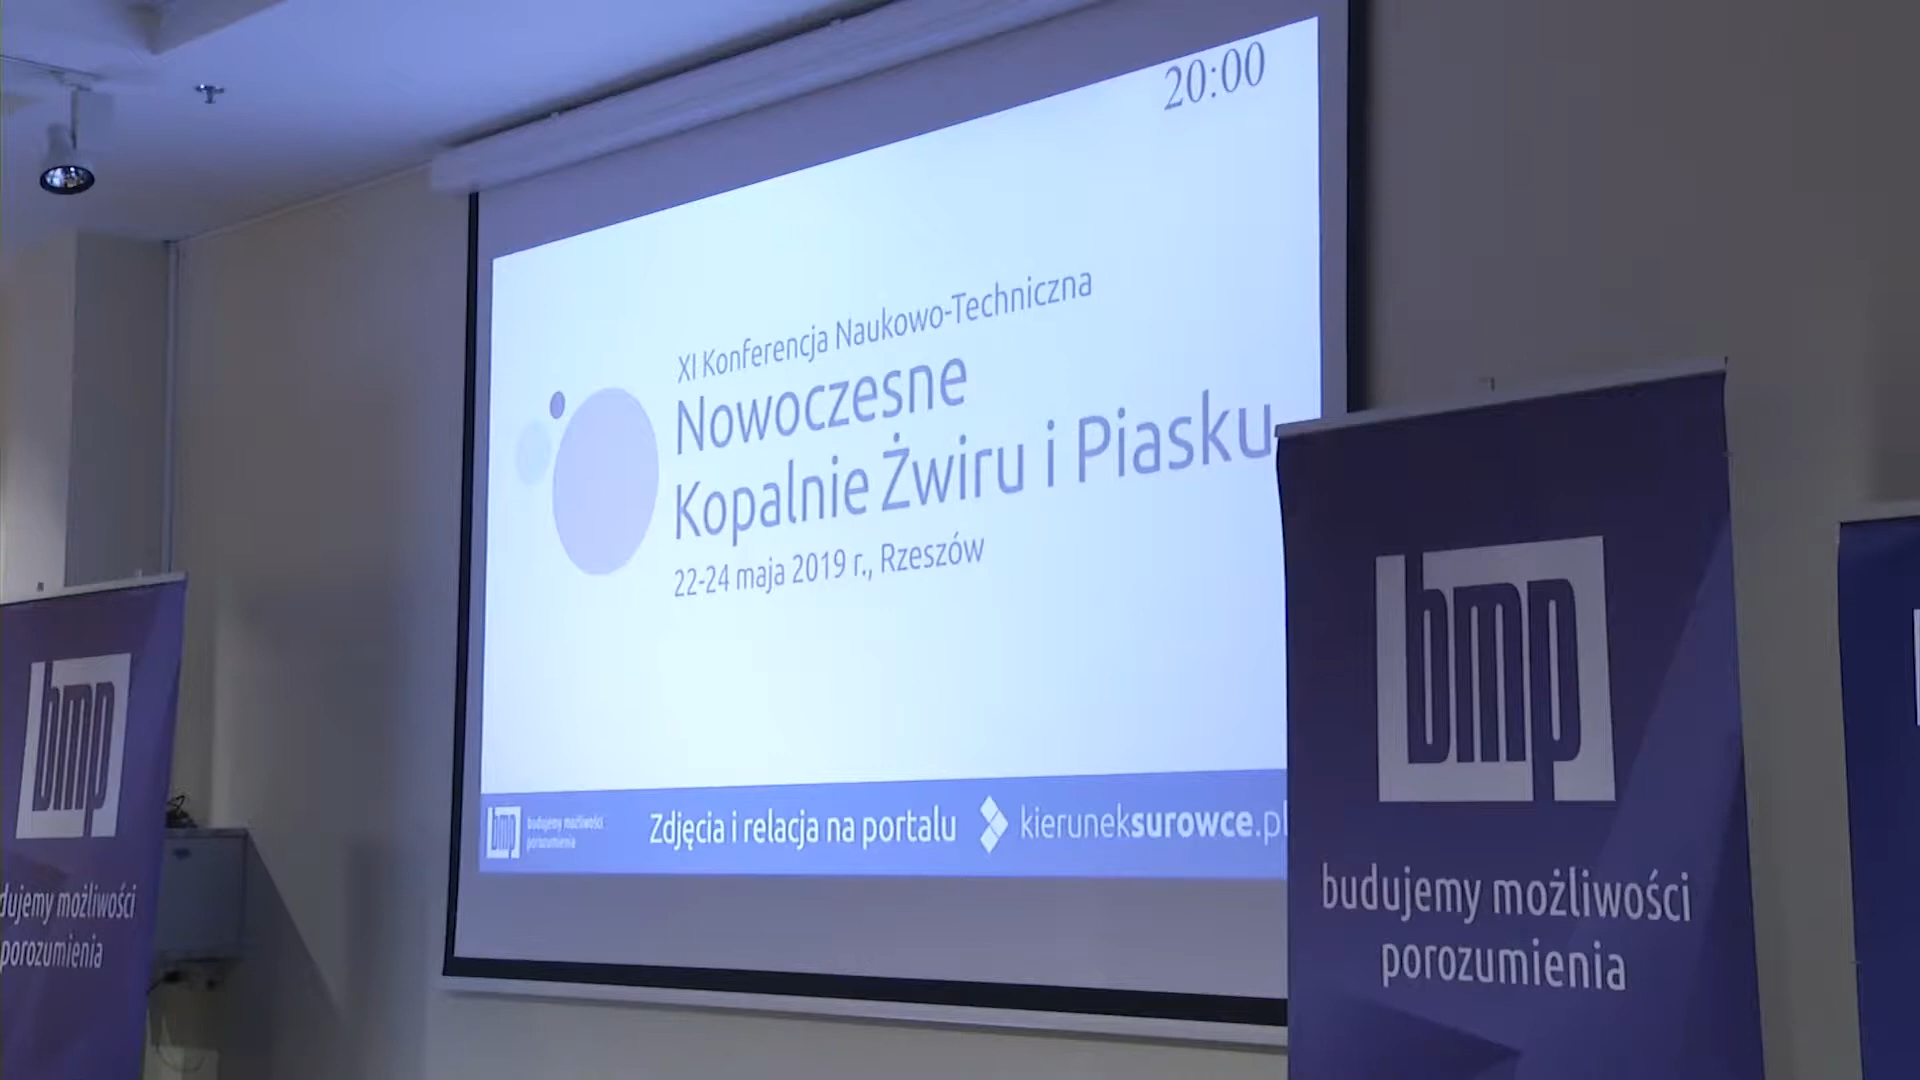 20:00
XI Konferencja Naukowo-Techniczna
Nowoczesne
Kopalnie Żwiru i Piasku
22-24 maja 2019 r., Rzeszów
bmp
budujemy możliwości
porozumienia
Zdjęcia i relacja na portalu
kieruneksurowce.pl
bmp
budujemy możliwości
porozumienia
bmp
dujemy możliwości
porozumienia